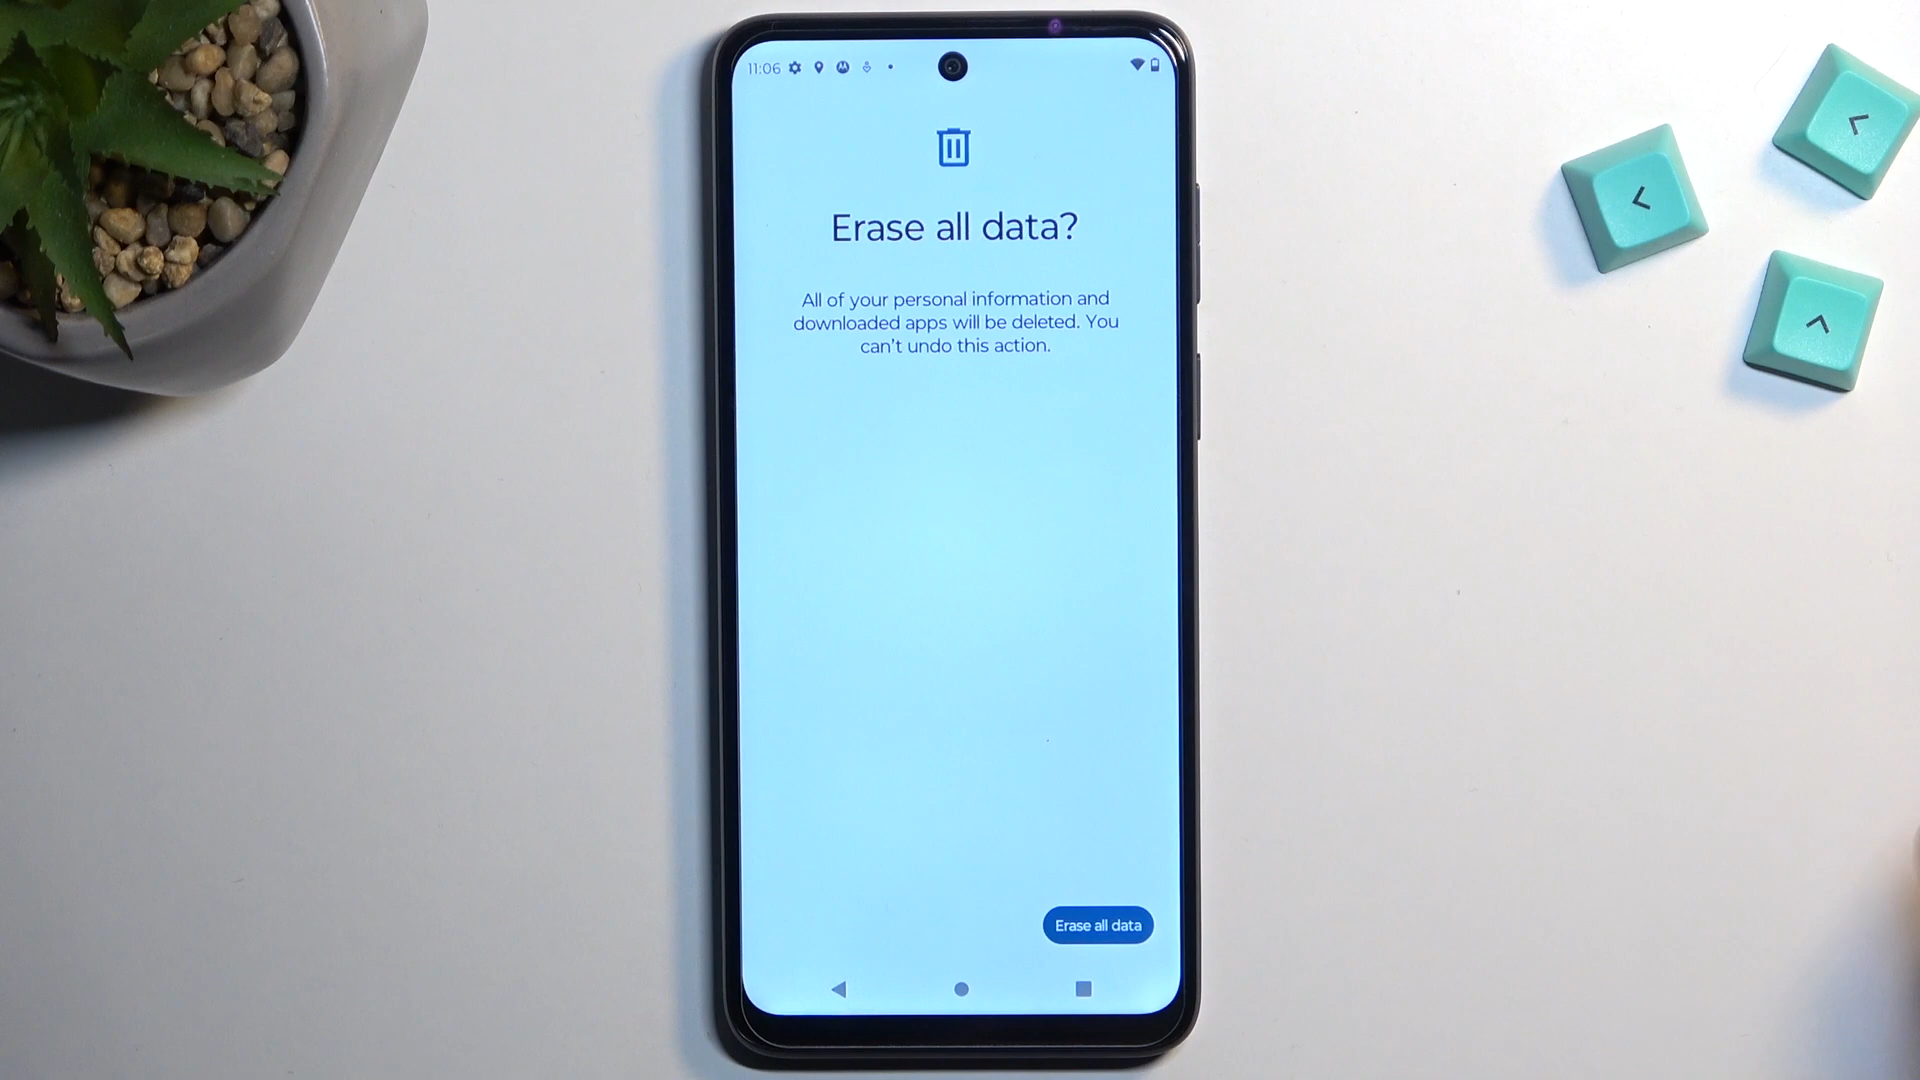 11:06
Erase all data?
All of your personal information and
downloaded apps will be deleted. You
can't undo this action.
Erase all data